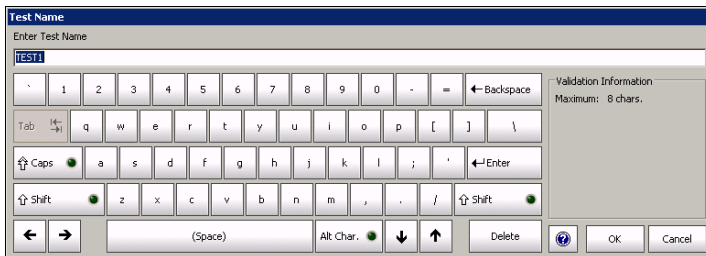 Test Name
Enter Test Name
TEST1
` 1 2 3 4 5 6 7 8 9 0 - = Backspace
Validation Information
Maximum: 8 chars.
Tab q w e r t y u i o p [ ] \
Caps a s d f g h j k l ; ' Enter
Shift z x c v b n m , . / Shift
(Space) Alt Char. Delete ? OK Cancel